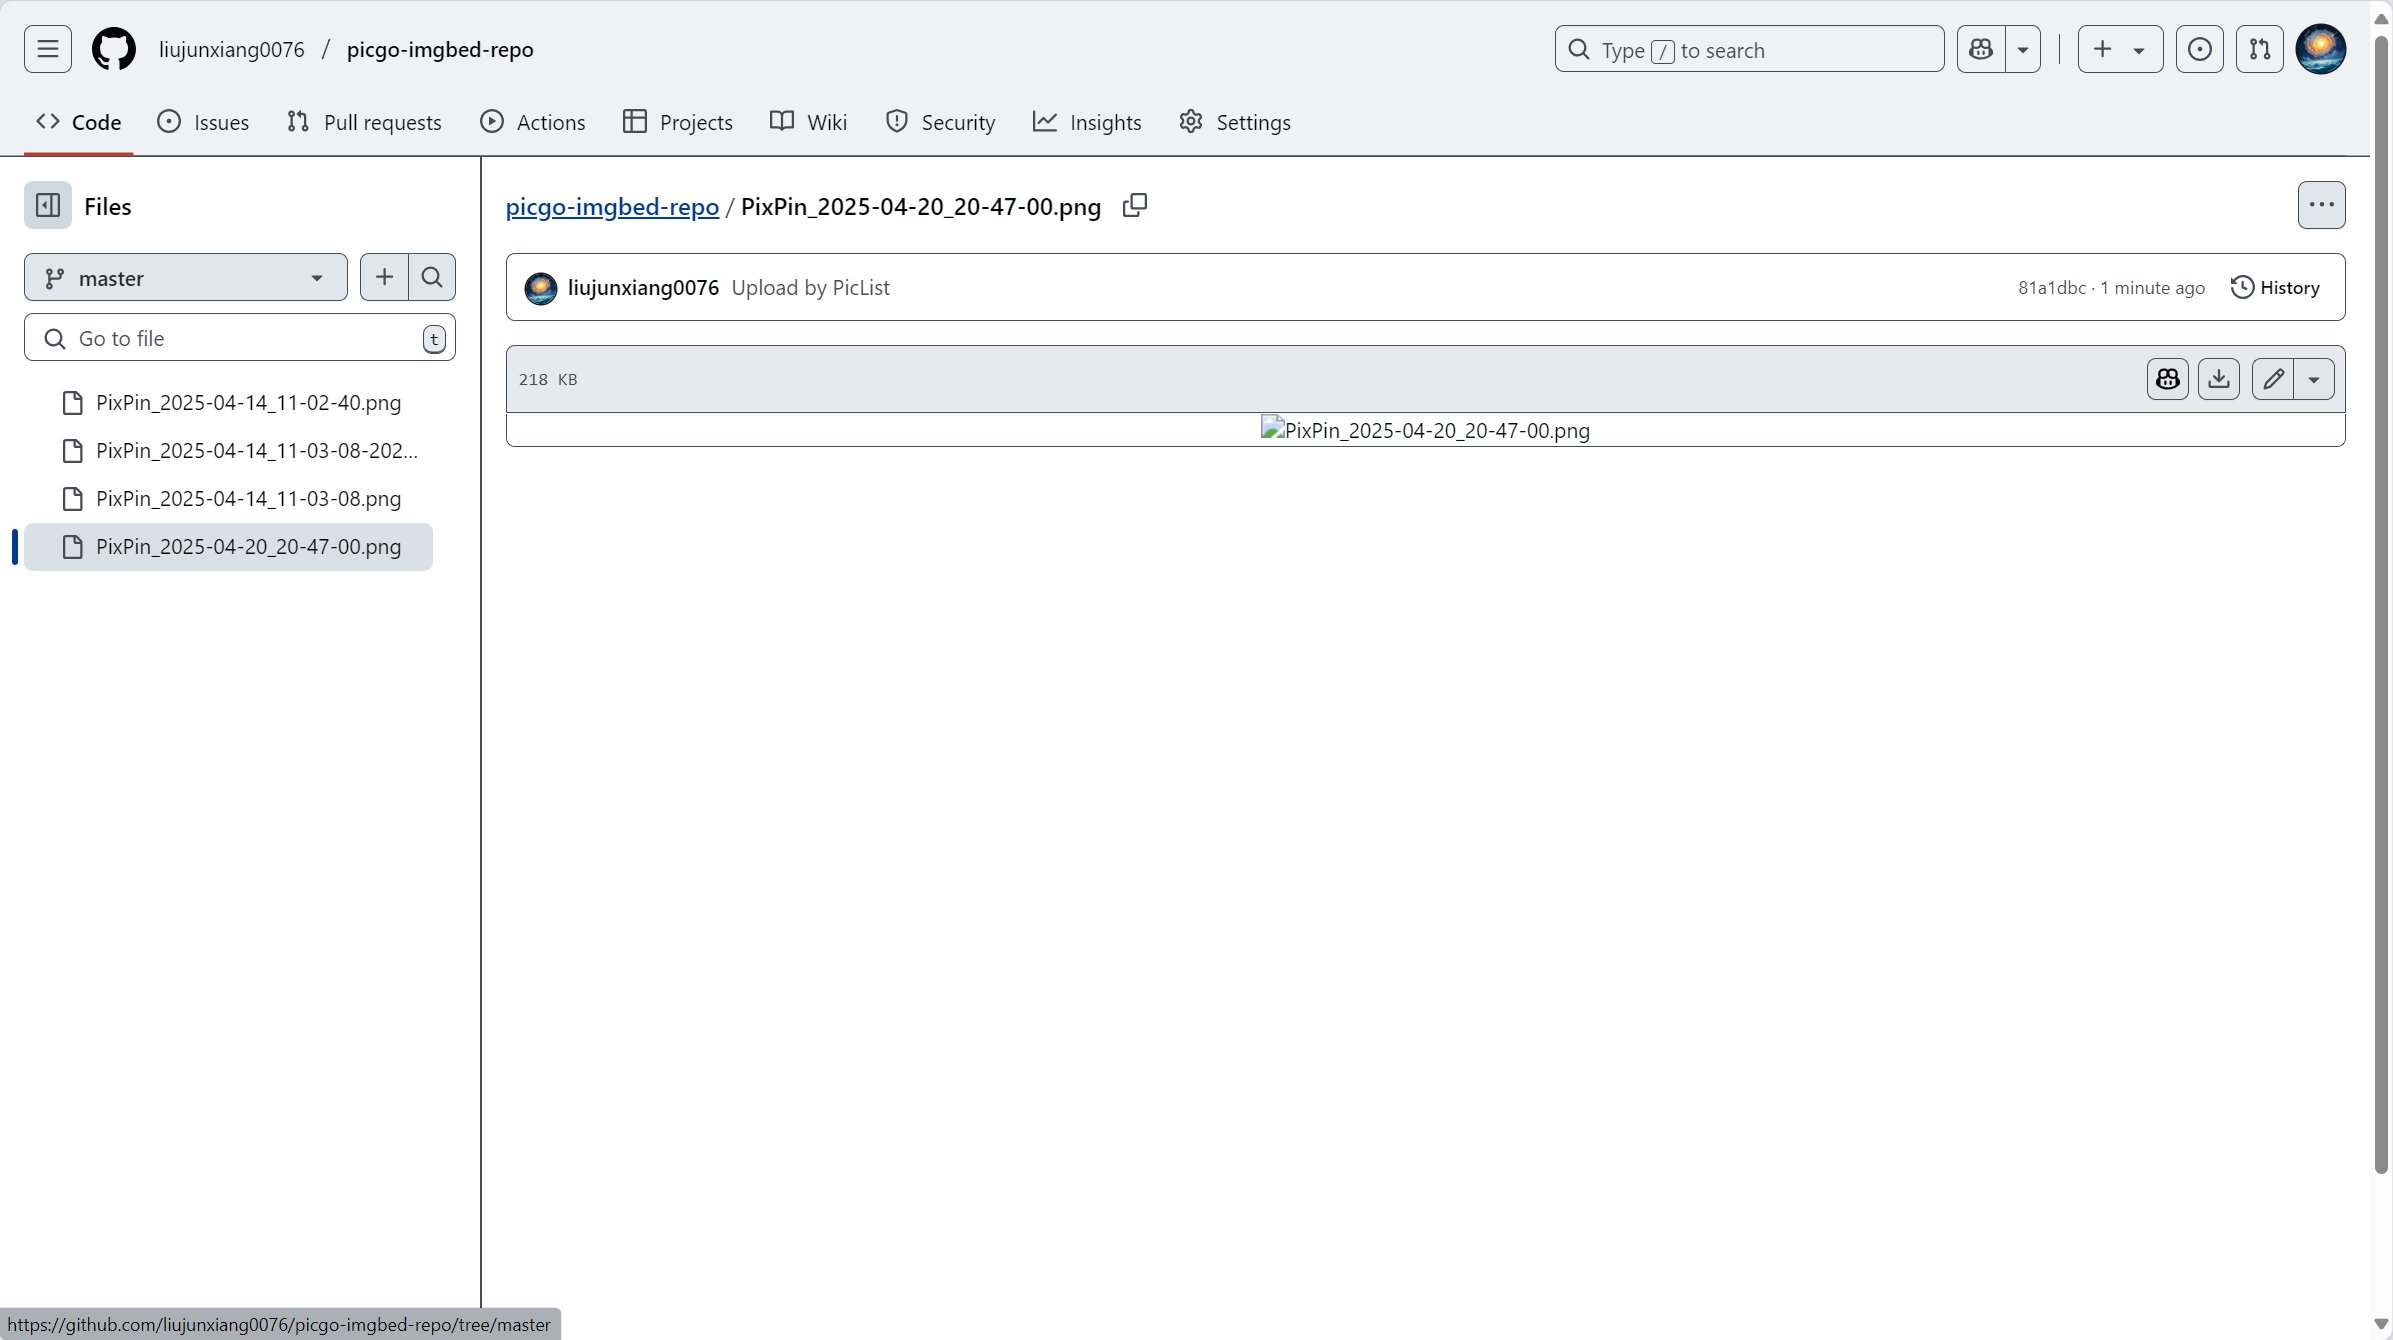 liujunxiang0076 / picgo-imgbed-repo
Type / to search
Code Issues Pull requests Actions Projects Wiki Security Insights Settings
Files
master
Go to file t
PixPin_2025-04-14_11-02-40.png
PixPin_2025-04-14_11-03-08-202...
PixPin_2025-04-14_11-03-08.png
PixPin_2025-04-20_20-47-00.png
picgo-imgbed-repo / PixPin_2025-04-20_20-47-00.png
liujunxiang0076 Upload by PicList 81a1dbc · 1 minute ago History
218 KB
PixPin_2025-04-20_20-47-00.png
https://github.com/liujunxiang0076/picgo-imgbed-repo/tree/master